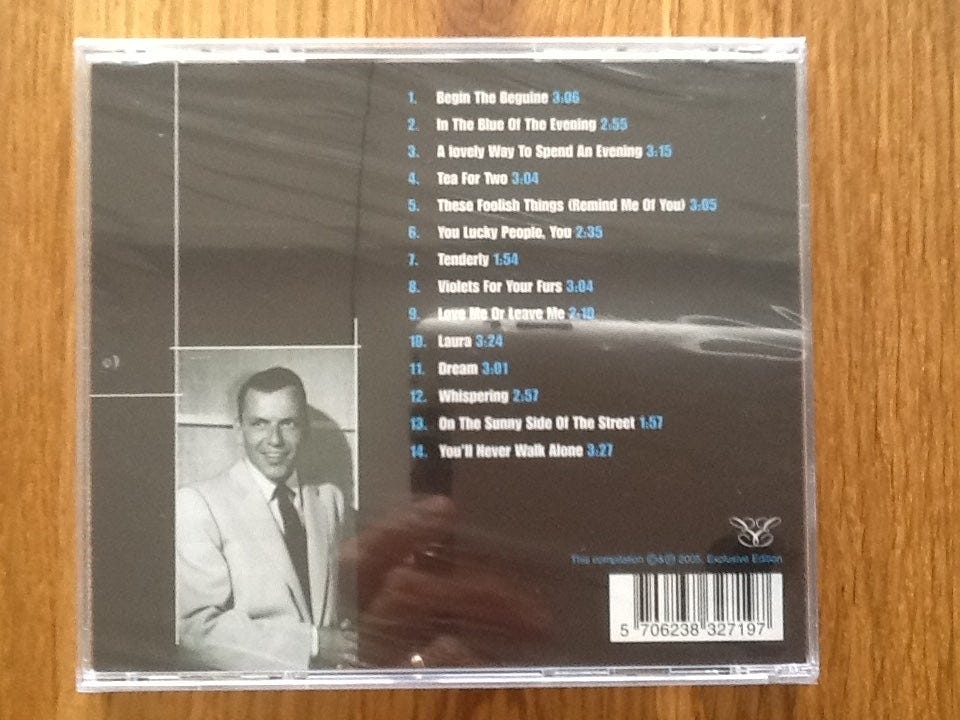 1. Begin The Beguine 3:06
2. In The Blue Of The Evening 2:55
3. A lovely Way To Spend An Evening 3:15
4. Tea For Two 3:04
5. These Foolish Things (Remind Me Of You) 3:05
6. You Lucky People, You 2:35
7. Tenderly 1:54
8. Violets For Your Furs 3:04
9. Love Me Or Leave Me 2:10
10. Laura 3:24
11. Dream 3:01
12. Whispering 2:57
13. On The Sunny Side Of The Street 1:57
14. You'll Never Walk Alone 3:27
This compilation ©&℗ 2005, Exclusive Edition
5 706238 327197